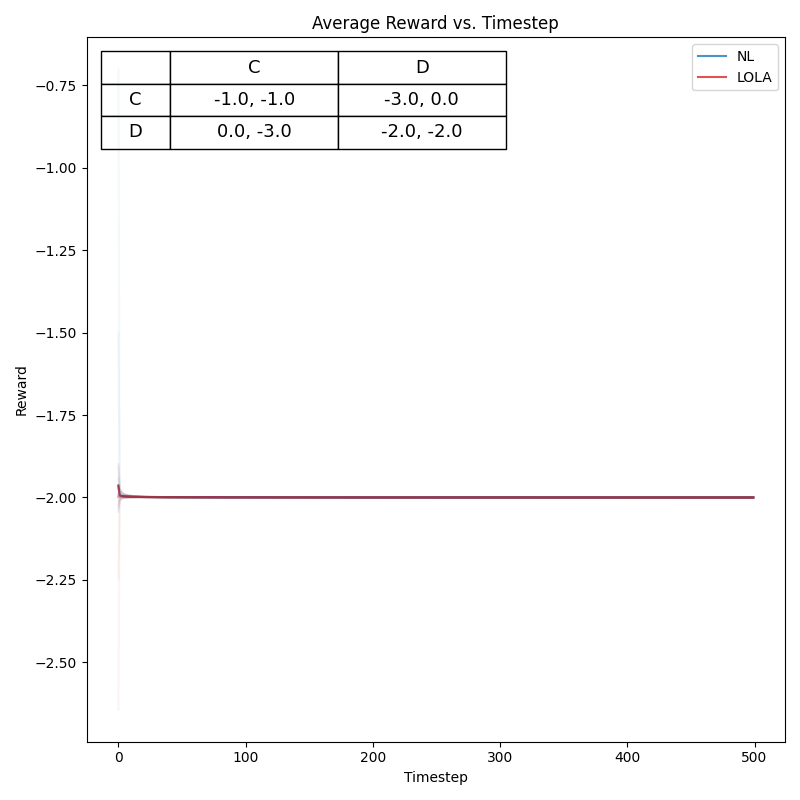 Average Reward vs. Timestep
NL
LOLA
C D
C -1.0, -1.0 -3.0, 0.0
D 0.0, -3.0 -2.0, -2.0
−0.75
−1.00
−1.25
−1.50
−1.75
−2.00
−2.25
−2.50
Reward
0 100 200 300 400 500
Timestep